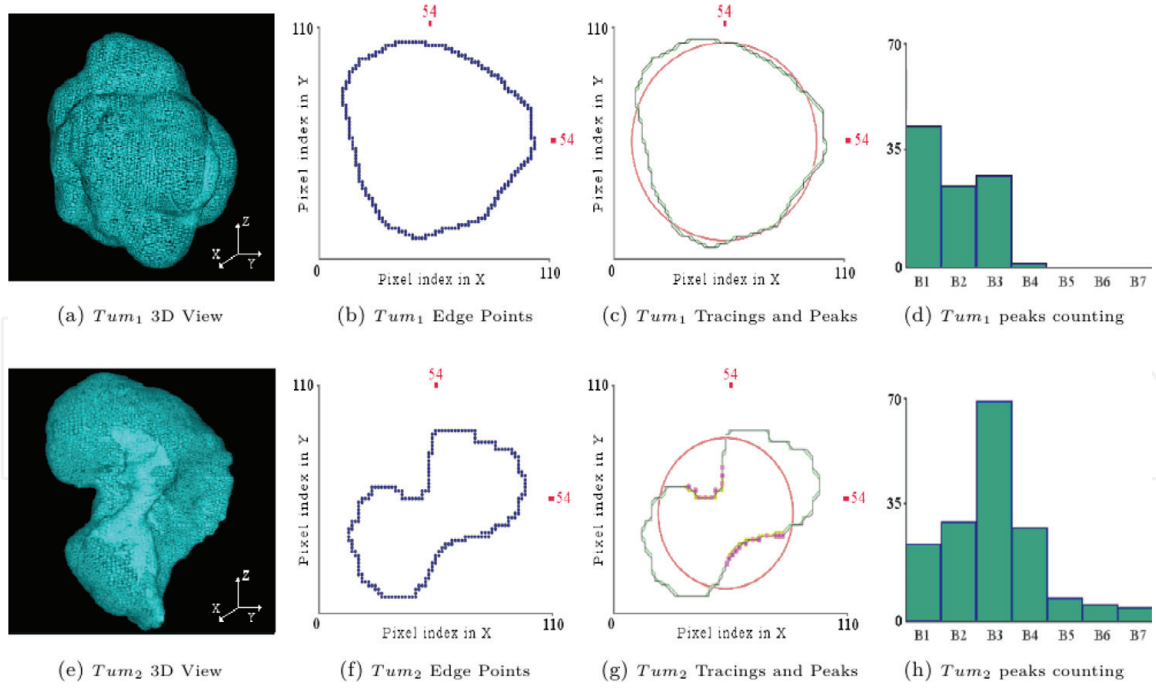 Z
X
Y
(a) Tum1 3D View
54
110
Pixel index in Y
54
0
Pixel index in X
110
(b) Tum1 Edge Points
54
110
Pixel index in Y
54
0
Pixel index in X
110
(c) Tum1 Tracings and Peaks
70
35
0
B1 B2 B3 B4 B5 B6 B7
(d) Tum1 peaks counting
Z
X
Y
(e) Tum2 3D View
54
110
Pixel index in Y
54
0
Pixel index in X
110
(f) Tum2 Edge Points
54
110
Pixel index in Y
54
0
Pixel index in X
110
(g) Tum2 Tracings and Peaks
70
35
0
B1 B2 B3 B4 B5 B6 B7
(h) Tum2 peaks counting